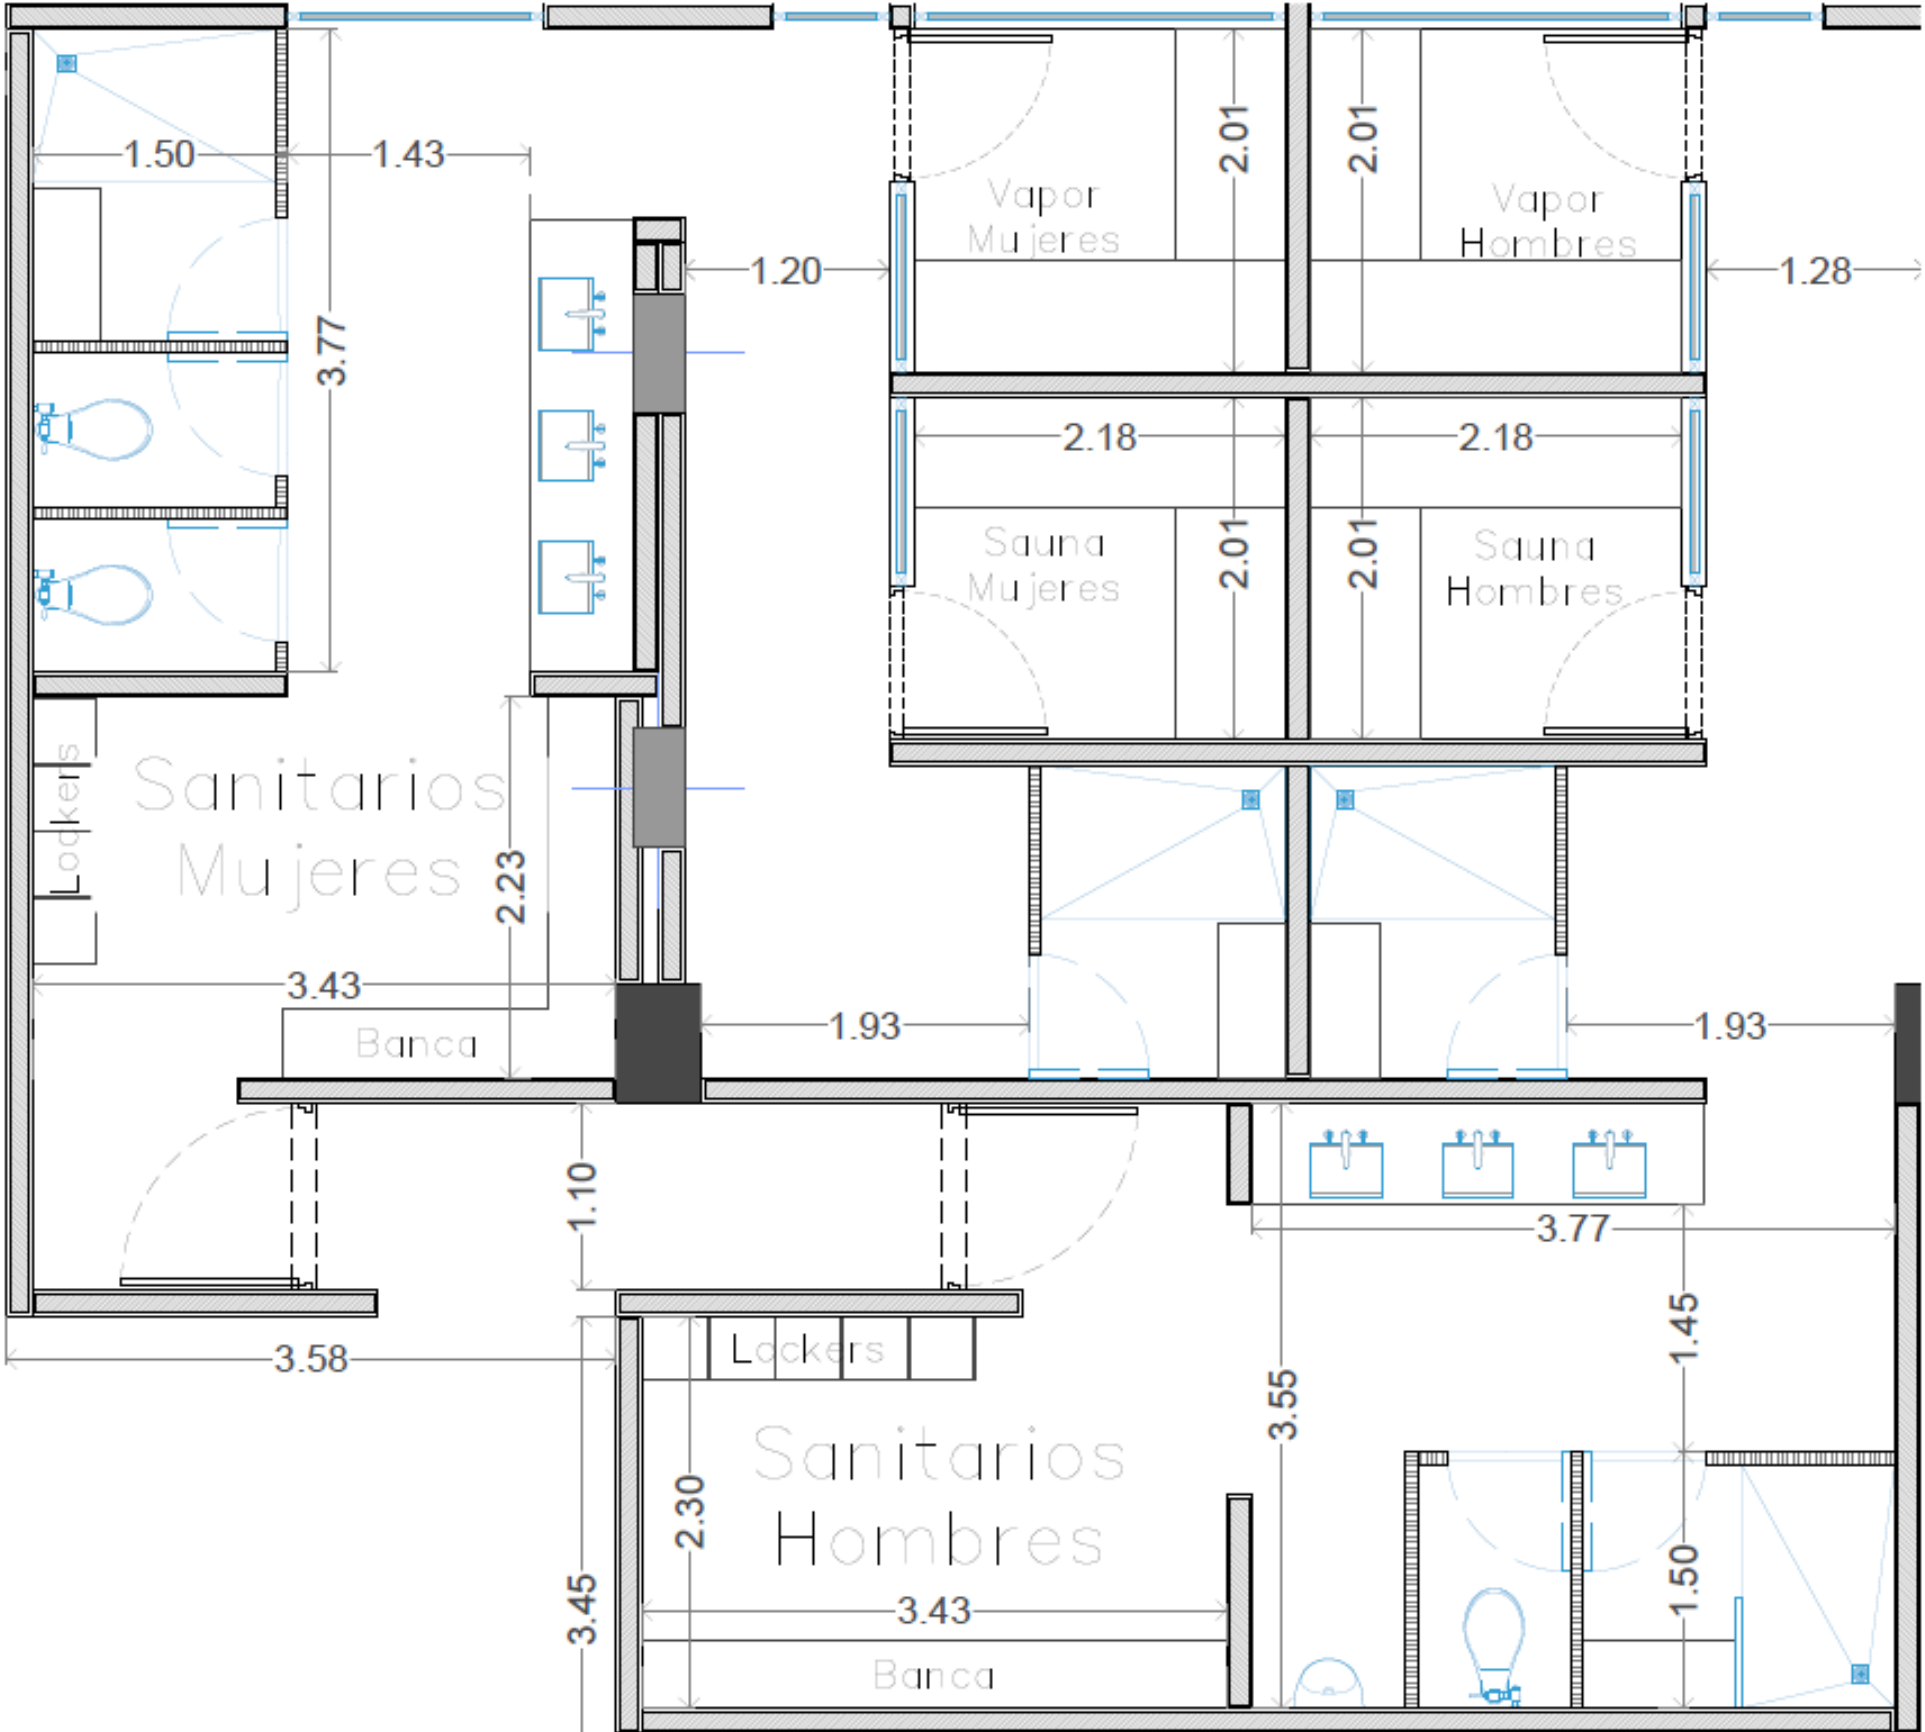 1.50
1.43
3.77
2.01
2.01
Vapor
Mujeres
Vapor
Hombres
1.20
1.28
2.18
2.18
Sauna
Mujeres
2.01
2.01
Sauna
Hombres
Lockers
Sanitarios
Mujeres
2.23
3.43
Banca
1.93
1.93
1.10
3.77
3.58
Lockers
1.45
3.55
Sanitarios
Hombres
2.30
3.45
1.50
3.43
Banca